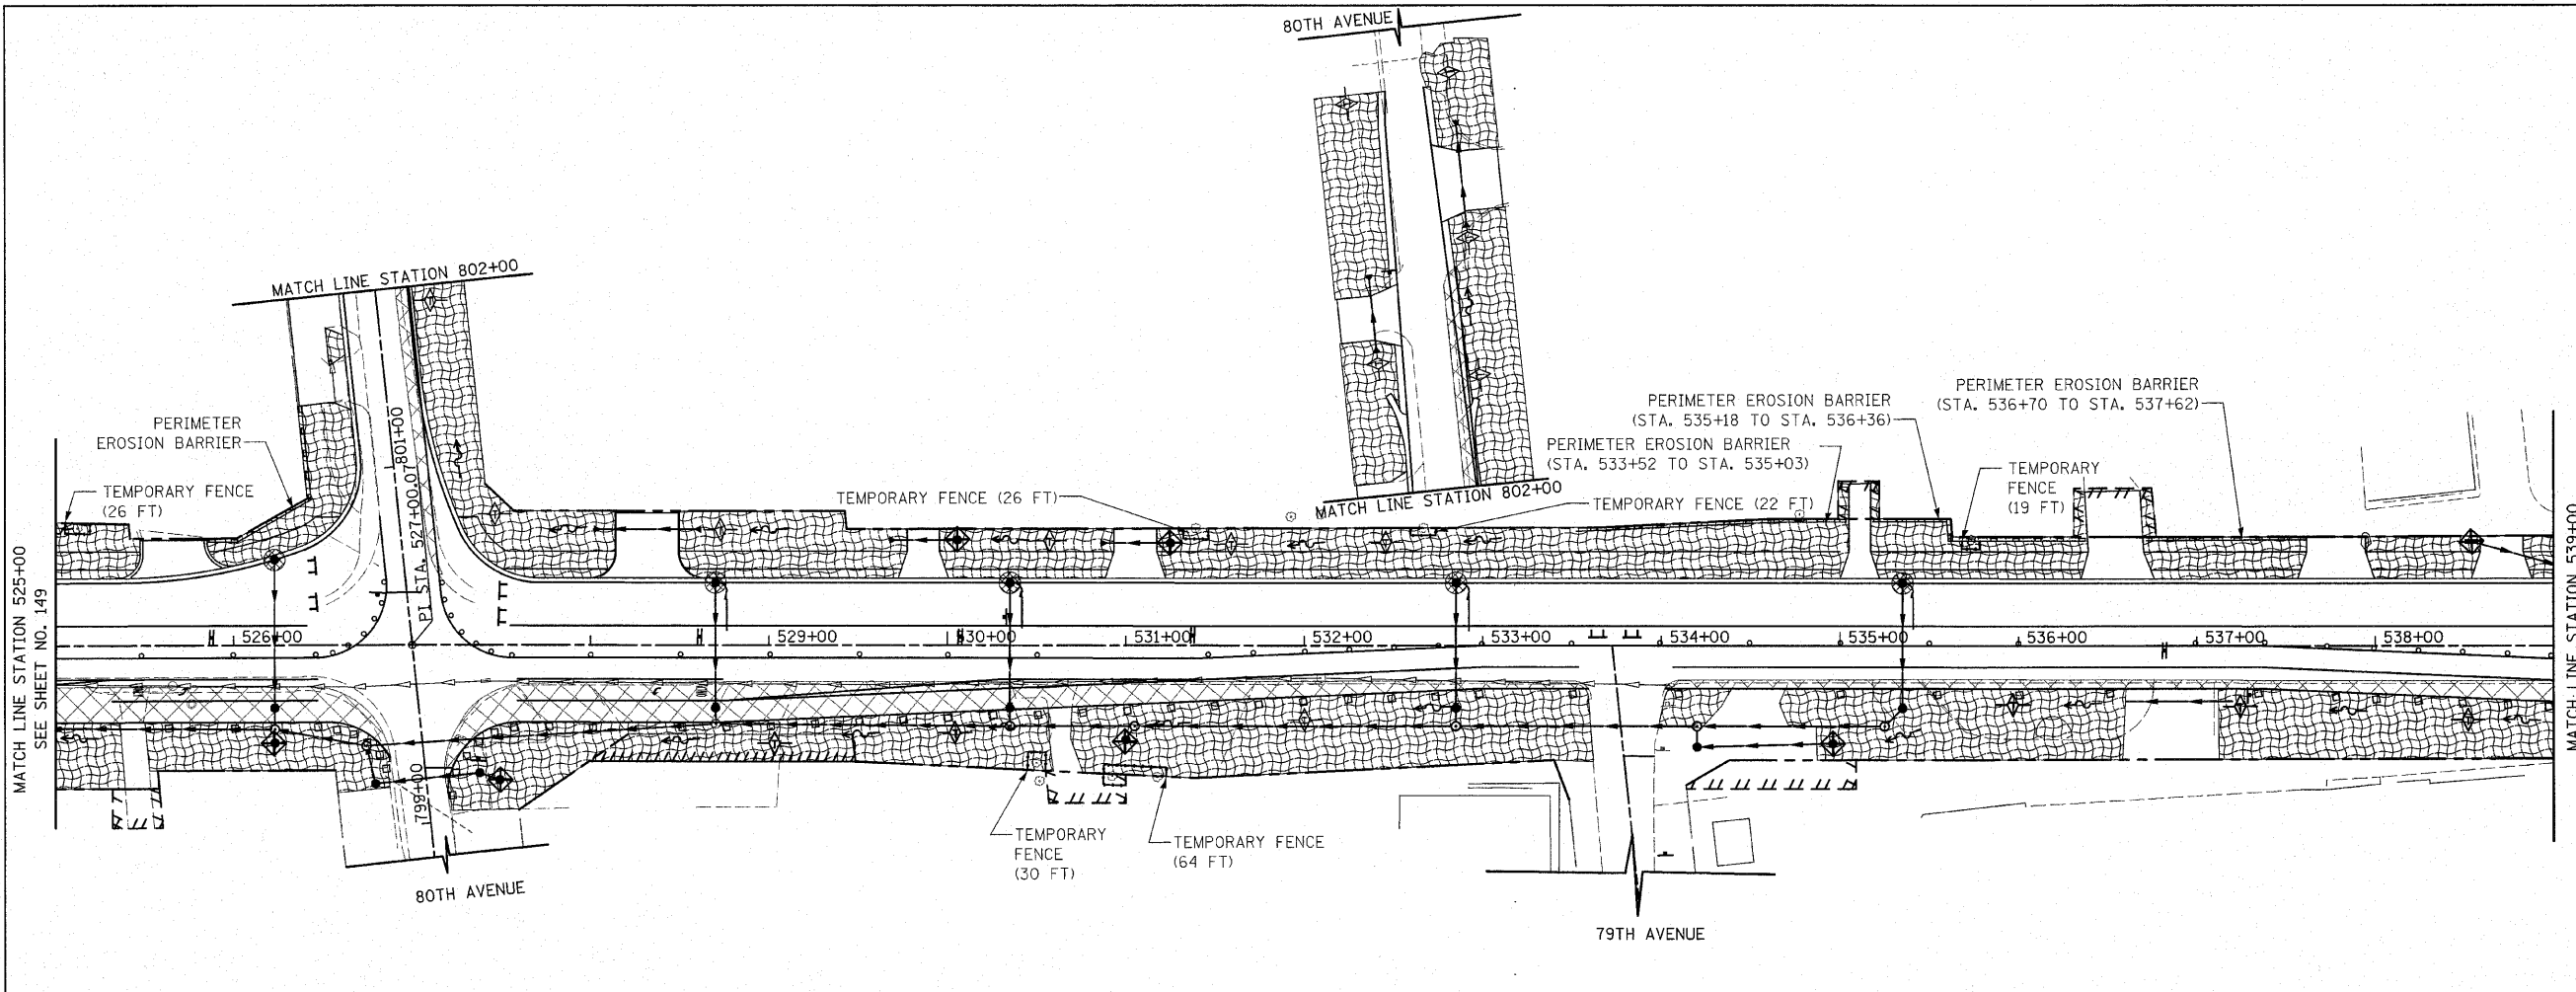 80TH AVENUE
MATCH LINE STATION 802+00
PERIMETER
EROSION BARRIER
TEMPORARY FENCE
(26 FT)
801+00
PI STA. 527+00.07
TEMPORARY FENCE (26 FT)
MATCH LINE STATION 802+00
TEMPORARY FENCE (22 FT)
PERIMETER EROSION BARRIER
(STA. 533+52 TO STA. 535+03)
PERIMETER EROSION BARRIER
(STA. 535+18 TO STA. 536+36)
PERIMETER EROSION BARRIER
(STA. 536+70 TO STA. 537+62)
TEMPORARY
FENCE
(19 FT)
MATCH LINE STATION 525+00
SEE SHEET NO. 149
526+00
529+00
530+00
531+00
532+00
533+00
534+00
535+00
536+00
537+00
538+00
MATCH LINE STATION 539+00
799+00
80TH AVENUE
TEMPORARY
FENCE
(30 FT)
TEMPORARY FENCE
(64 FT)
79TH AVENUE